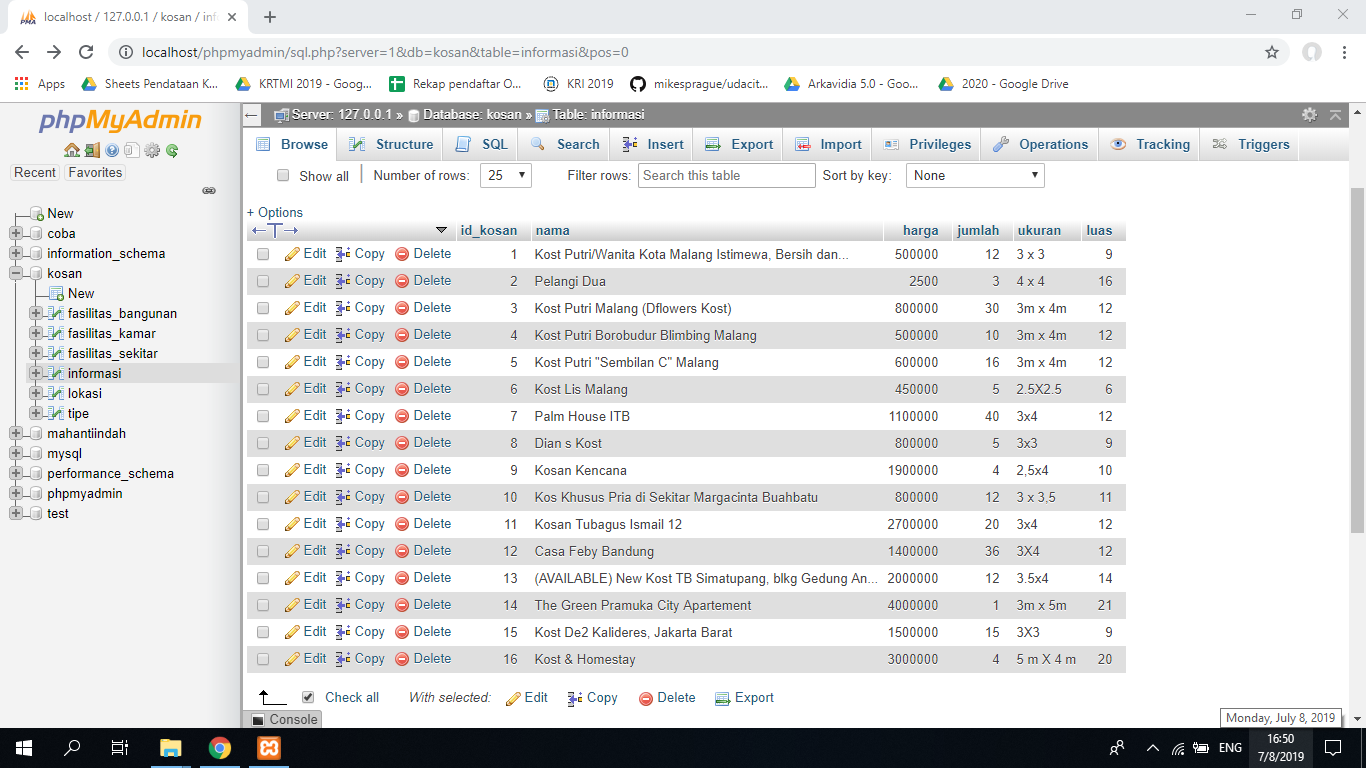 localhost / 127.0.0.1 / kosan / inf
localhost/phpmyadmin/sql.php?server=1&db=kosan&table=informasi&pos=0
Apps Sheets Pendataan K... KRTMI 2019 - Goog... Rekap pendaftar O... KRI 2019 mikesprague/udacit... Arkavidia 5.0 - Goo... 2020 - Google Drive
phpMyAdmin
Recent Favorites
New
coba
information_schema
kosan
New
fasilitas_bangunan
fasilitas_kamar
fasilitas_sekitar
informasi
lokasi
tipe
mahantiindah
mysql
performance_schema
phpmyadmin
test
Server: 127.0.0.1 » Database: kosan » Table: informasi
Browse Structure SQL Search Insert Export Import Privileges Operations Tracking Triggers
Show all Number of rows: 25 Filter rows: Search this table Sort by key: None
+ Options
id_kosan nama harga jumlah ukuran luas
Edit Copy Delete 1 Kost Putri/Wanita Kota Malang Istimewa, Bersih dan... 500000 12 3 x 3 9
Edit Copy Delete 2 Pelangi Dua 2500 3 4 x 4 16
Edit Copy Delete 3 Kost Putri Malang (Dflowers Kost) 800000 30 3m x 4m 12
Edit Copy Delete 4 Kost Putri Borobudur Blimbing Malang 500000 10 3m x 4m 12
Edit Copy Delete 5 Kost Putri "Sembilan C" Malang 600000 16 3m x 4m 12
Edit Copy Delete 6 Kost Lis Malang 450000 5 2.5X2.5 6
Edit Copy Delete 7 Palm House ITB 1100000 40 3x4 12
Edit Copy Delete 8 Dian s Kost 800000 5 3x3 9
Edit Copy Delete 9 Kosan Kencana 1900000 4 2,5x4 10
Edit Copy Delete 10 Kos Khusus Pria di Sekitar Margacinta Buahbatu 800000 12 3 x 3,5 11
Edit Copy Delete 11 Kosan Tubagus Ismail 12 2700000 20 3x4 12
Edit Copy Delete 12 Casa Feby Bandung 1400000 36 3X4 12
Edit Copy Delete 13 (AVAILABLE) New Kost TB Simatupang, blkg Gedung An... 2000000 12 3.5x4 14
Edit Copy Delete 14 The Green Pramuka City Apartement 4000000 1 3m x 5m 21
Edit Copy Delete 15 Kost De2 Kalideres, Jakarta Barat 1500000 15 3X3 9
Edit Copy Delete 16 Kost & Homestay 3000000 4 5 m X 4 m 20
Check all With selected: Edit Copy Delete Export
Console
Monday, July 8, 2019
ENG 16:50
7/8/2019